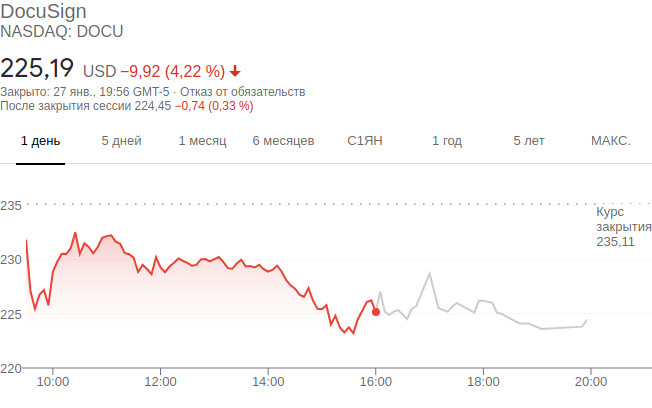 DocuSign
NASDAQ: DOCU
225,19 USD −9,92 (4,22 %)
Закрыто: 27 янв., 19:56 GMT-5 · Отказ от обязательств
После закрытия сессии 224,45 −0,74 (0,33 %)
1 день 5 дней 1 месяц 6 месяцев С1ЯН 1 год 5 лет МАКС.
235
Курс
закрытия
235,11
230
225
220
10:00 12:00 14:00 16:00 18:00 20:00